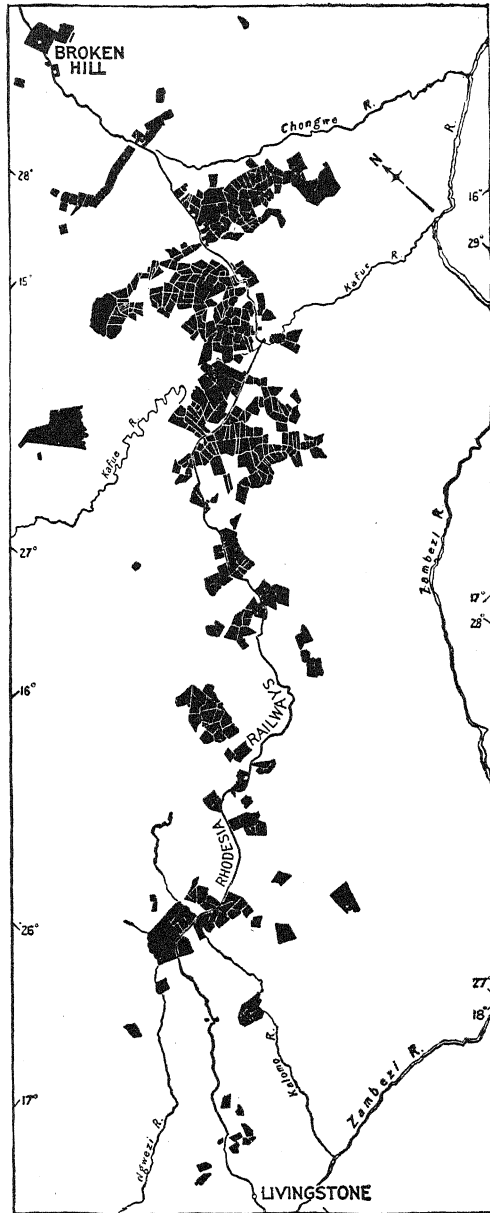 BROKEN
HILL
Chongwe R.
R.
N
28°
16°
29°
15°
Kafue R.
Kafue R.
Zambezi R.
27°
17°
28°
16°
RAILWAYS
RHODESIA
26°
27
18°
Kalomo R.
Zambezi R.
17°
Ngwezi R.
LIVINGSTONE